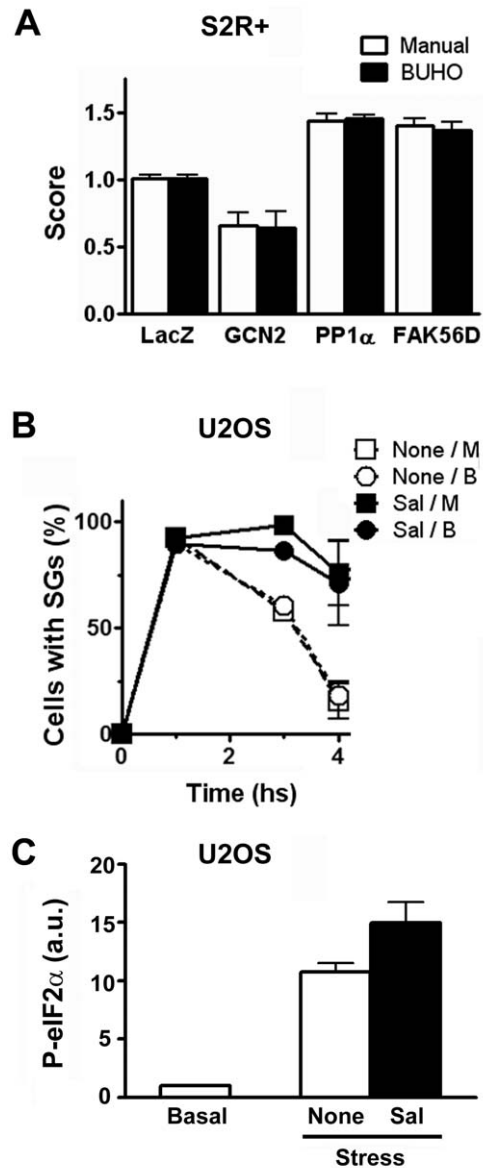 A
S2R+
Manual
BUHO
Score
1.5
1.0
0.5
0.0
LacZ GCN2 PP1α FAK56D
B
U2OS
None / M
None / B
Sal / M
Sal / B
Cells with SGs (%)
100
50
0
0 2 4
Time (hs)
C
U2OS
P-eIF2α (a.u.)
20
15
10
5
0
Basal None Sal
Stress